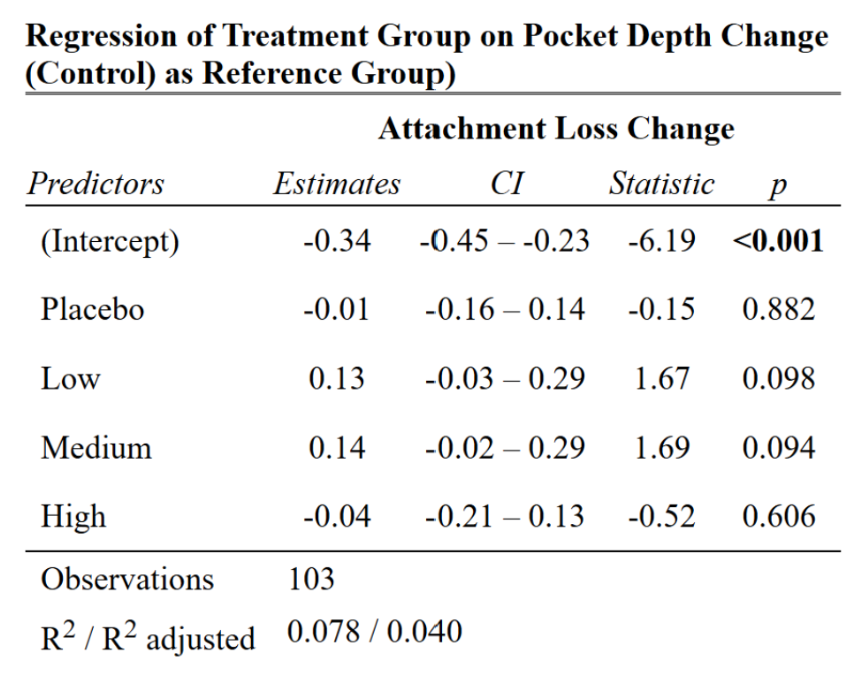 Regression of Treatment Group on Pocket Depth Change
(Control) as Reference Group)
Attachment Loss Change
Predictors Estimates CI Statistic p
(Intercept) -0.34 -0.45 – -0.23 -6.19 <0.001
Placebo -0.01 -0.16 – 0.14 -0.15 0.882
Low 0.13 -0.03 – 0.29 1.67 0.098
Medium 0.14 -0.02 – 0.29 1.69 0.094
High -0.04 -0.21 – 0.13 -0.52 0.606
Observations 103
R² / R² adjusted 0.078 / 0.040